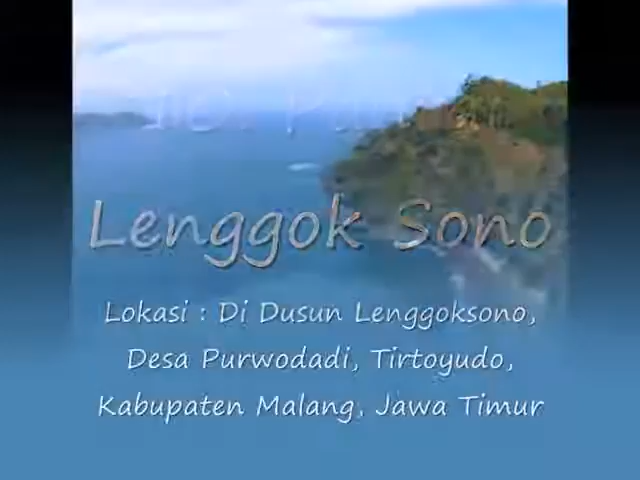 Lenggok Sono
Lokasi : Di Dusun Lenggoksono,
Desa Purwodadi, Tirtoyudo,
Kabupaten Malang, Jawa Timur